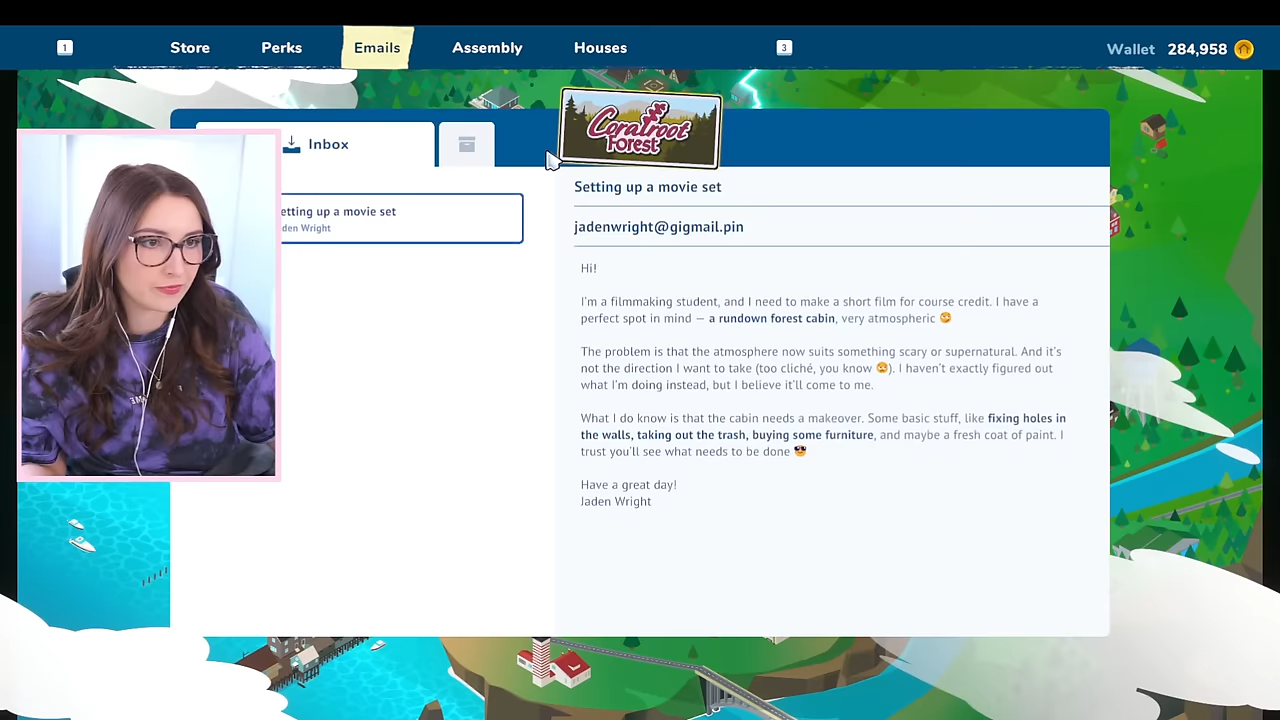 1
Store
Perks
Emails
Assembly
Houses
3
Wallet 284,958
Inbox
Coralroot
Forest
etting up a movie set
den Wright
Setting up a movie set
jadenwright@gigmail.pin
Hi!
I'm a filmmaking student, and I need to make a short film for course credit. I have a
perfect spot in mind — a rundown forest cabin, very atmospheric
The problem is that the atmosphere now suits something scary or supernatural. And it's
not the direction I want to take (too cliché, you know ). I haven't exactly figured out
what I'm doing instead, but I believe it'll come to me.
What I do know is that the cabin needs a makeover. Some basic stuff, like fixing holes in
the walls, taking out the trash, buying some furniture, and maybe a fresh coat of paint. I
trust you'll see what needs to be done
Have a great day!
Jaden Wright